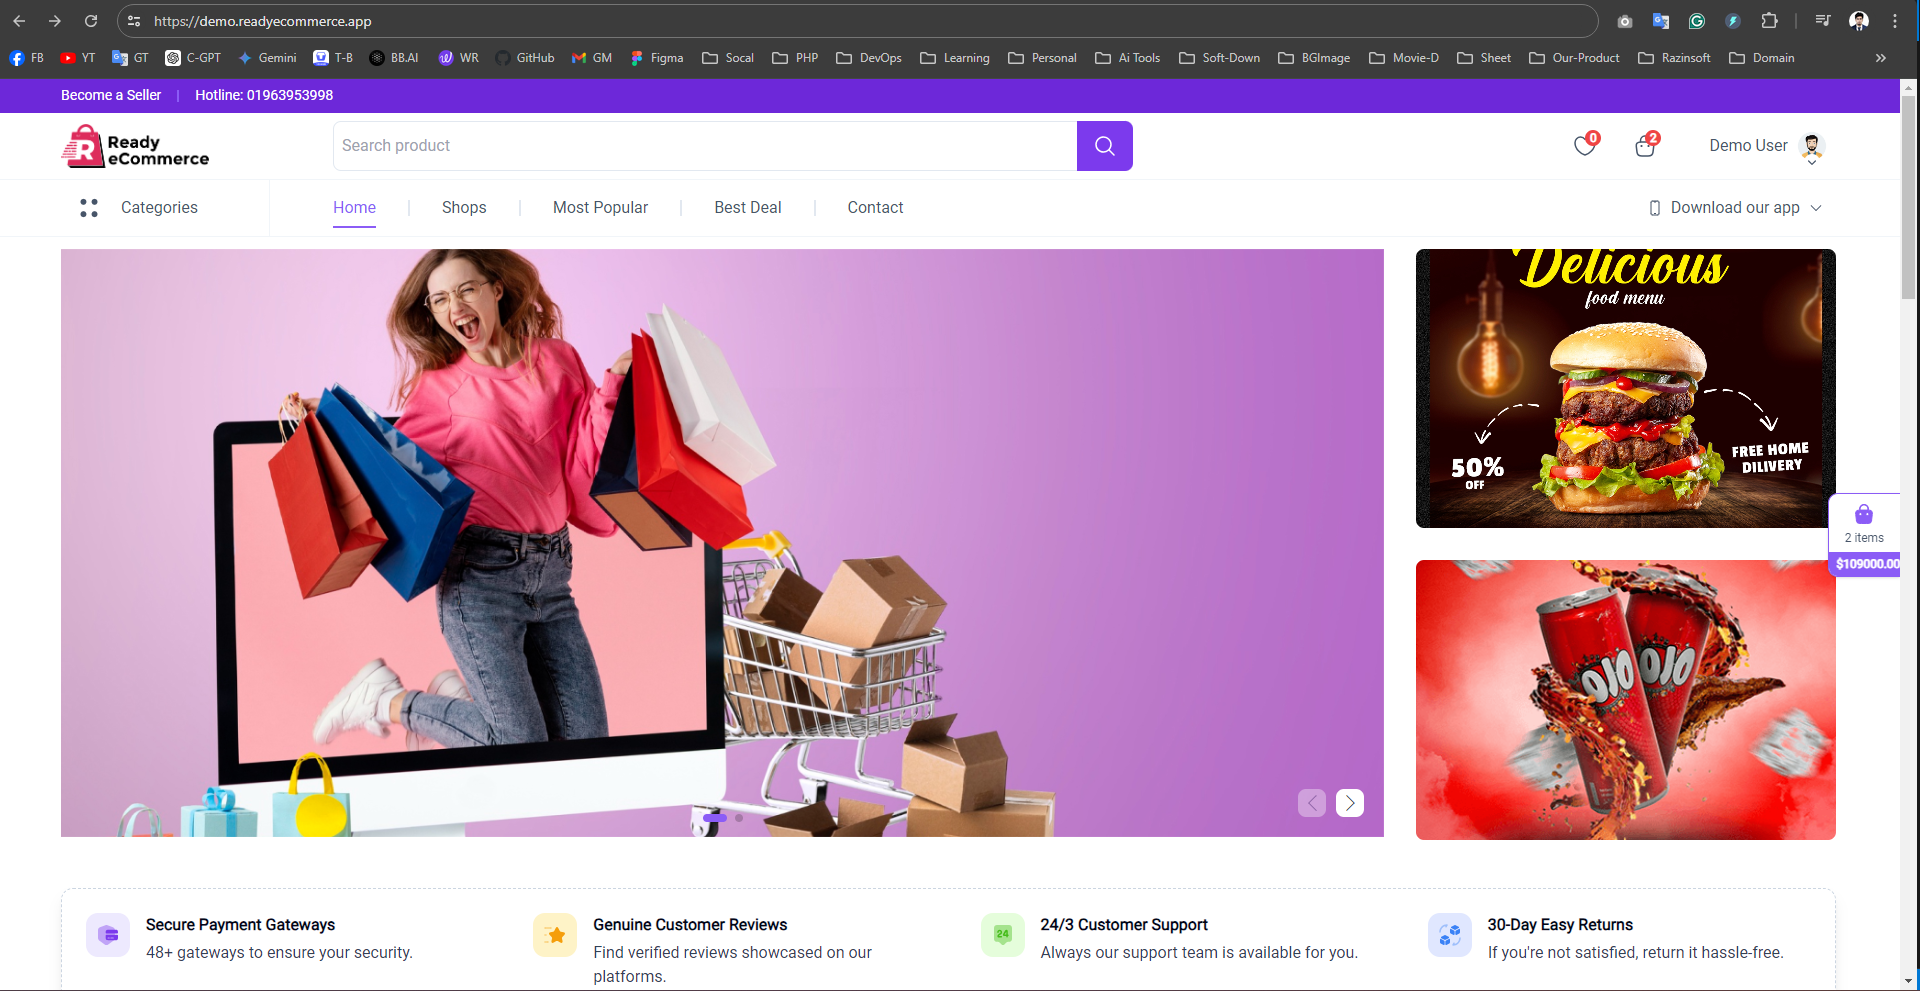 https://demo.readyecommerce.app
FB YT GT C-GPT Gemini T-B BB.AI WR GitHub GM Figma Socal PHP DevOps Learning Personal Ai Tools Soft-Down BGImage Movie-D Sheet Our-Product Razinsoft Domain
Become a Seller | Hotline: 01963953998
Ready
eCommerce
Search product
0
2
Demo User
Categories
Home | Shops | Most Popular | Best Deal | Contact
Download our app
Delicious
food menu
50%
OFF
FREE HOME
DILIVERY
2 items
$109000.00
OJO OJO
Secure Payment Gateways
48+ gateways to ensure your security.
Genuine Customer Reviews
Find verified reviews showcased on our
platforms.
24
24/3 Customer Support
Always our support team is available for you.
30-Day Easy Returns
If you're not satisfied, return it hassle-free.